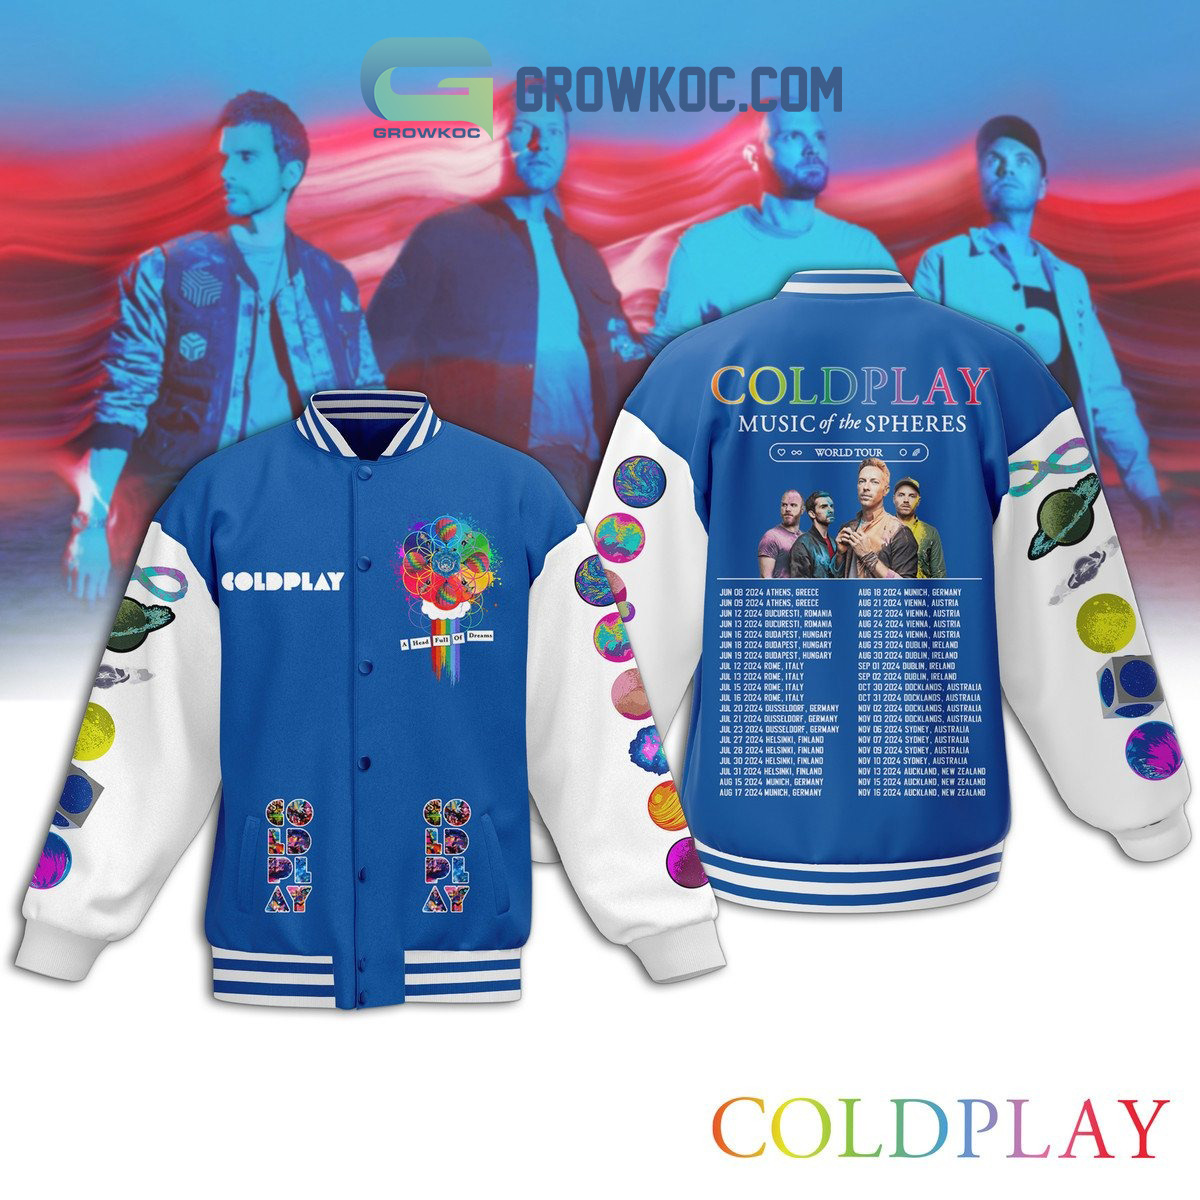 GROWKOC.COM
GROWKOC
COLDPLAY
MUSIC of the SPHERES
WORLD TOUR
JUN 08 2024 ATHENS, GREECE
JUN 09 2024 ATHENS, GREECE
JUN 12 2024 BUCURESTI, ROMANIA
JUN 13 2024 BUCURESTI, ROMANIA
JUN 16 2024 BUDAPEST, HUNGARY
JUN 18 2024 BUDAPEST, HUNGARY
JUN 19 2024 BUDAPEST, HUNGARY
JUL 12 2024 ROME, ITALY
JUL 13 2024 ROME, ITALY
JUL 15 2024 ROME, ITALY
JUL 16 2024 ROME, ITALY
JUL 20 2024 DUSSELDORF, GERMANY
JUL 21 2024 DUSSELDORF, GERMANY
JUL 23 2024 DUSSELDORF, GERMANY
JUL 27 2024 HELSINKI, FINLAND
JUL 28 2024 HELSINKI, FINLAND
JUL 30 2024 HELSINKI, FINLAND
JUL 31 2024 HELSINKI, FINLAND
AUG 15 2024 MUNICH, GERMANY
AUG 17 2024 MUNICH, GERMANY
AUG 18 2024 MUNICH, GERMANY
AUG 21 2024 VIENNA, AUSTRIA
AUG 22 2024 VIENNA, AUSTRIA
AUG 24 2024 VIENNA, AUSTRIA
AUG 25 2024 VIENNA, AUSTRIA
AUG 29 2024 DUBLIN, IRELAND
AUG 30 2024 DUBLIN, IRELAND
SEP 01 2024 DUBLIN, IRELAND
SEP 02 2024 DUBLIN, IRELAND
OCT 30 2024 DOCKLANDS, AUSTRALIA
OCT 31 2024 DOCKLANDS, AUSTRALIA
NOV 02 2024 DOCKLANDS, AUSTRALIA
NOV 03 2024 DOCKLANDS, AUSTRALIA
NOV 06 2024 SYDNEY, AUSTRALIA
NOV 07 2024 SYDNEY, AUSTRALIA
NOV 09 2024 SYDNEY, AUSTRALIA
NOV 10 2024 SYDNEY, AUSTRALIA
NOV 13 2024 AUCKLAND, NEW ZEALAND
NOV 15 2024 AUCKLAND, NEW ZEALAND
NOV 16 2024 AUCKLAND, NEW ZEALAND
COLDPLAY
A Head Full Of Dreams
CO
LD
PL
AY
CO
LD
PL
AY
COLDPLAY